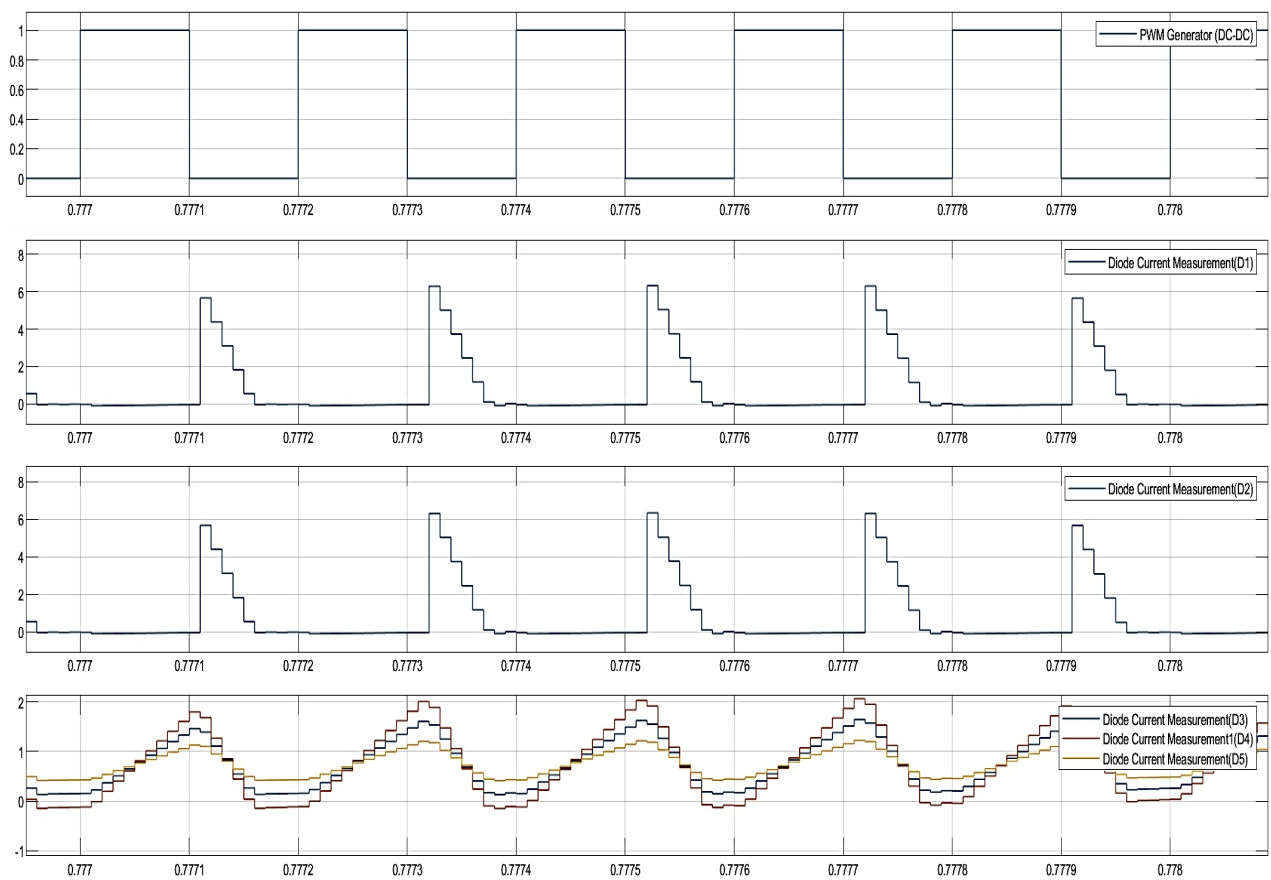 1
0.8
0.6
0.4
0.2
0
PWM Generator (DC-DC)
0.777 0.7771 0.7772 0.7773 0.7774 0.7775 0.7776 0.7777 0.7778 0.7779 0.778
8
6
4
2
0
Diode Current Measurement(D1)
0.777 0.7771 0.7772 0.7773 0.7774 0.7775 0.7776 0.7777 0.7778 0.7779 0.778
8
6
4
2
0
Diode Current Measurement(D2)
0.777 0.7771 0.7772 0.7773 0.7774 0.7775 0.7776 0.7777 0.7778 0.7779 0.778
2
1
0
-1
Diode Current Measurement(D3)
Diode Current Measurement1(D4)
Diode Current Measurement(D5)
0.777 0.7771 0.7772 0.7773 0.7774 0.7775 0.7776 0.7777 0.7778 0.7779 0.778